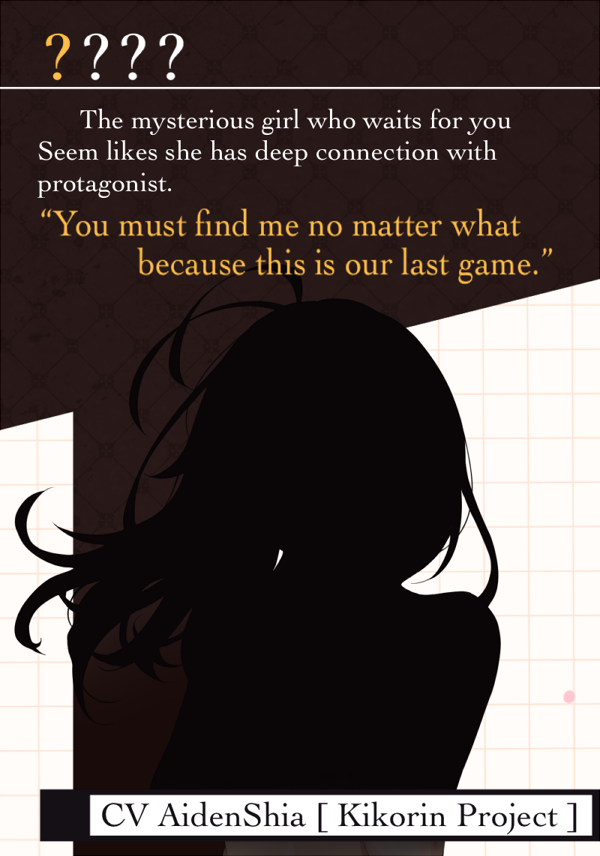 ????
The mysterious girl who waits for you
Seem likes she has deep connection with
protagonist.
“You must find me no matter what
because this is our last game.”
CV AidenShia [ Kikorin Project ]